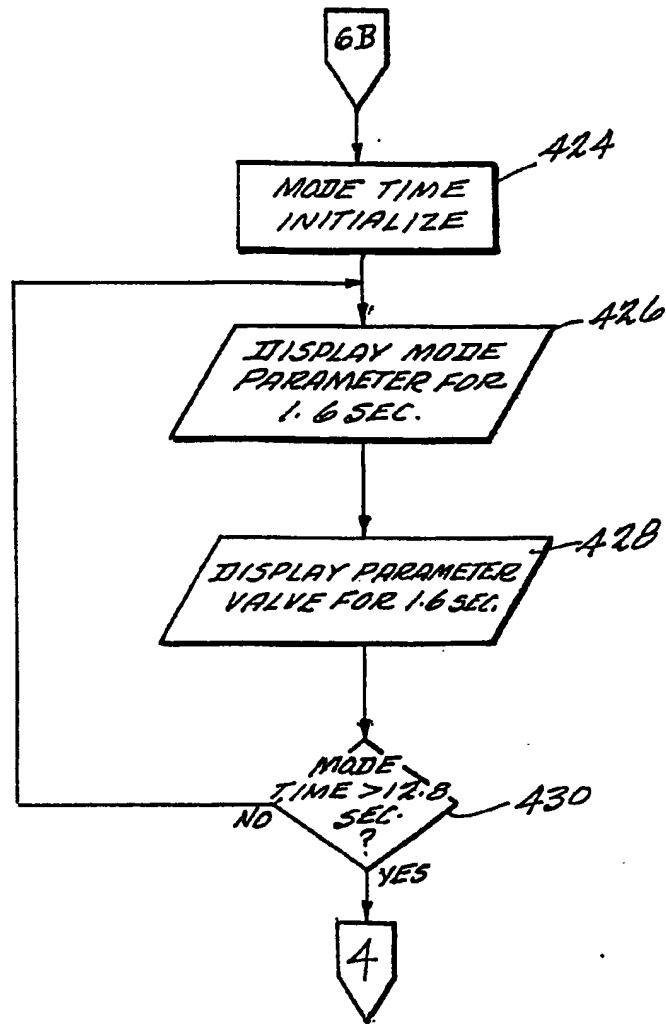 6B
424
MODE TIME
INITIALIZE
426
DISPLAY MODE
PARAMETER FOR
1.6 SEC.
428
DISPLAY PARAMETER
VALVE FOR 1.6 SEC.
MODE
TIME >12.8
SEC.
?
430
NO
YES
4